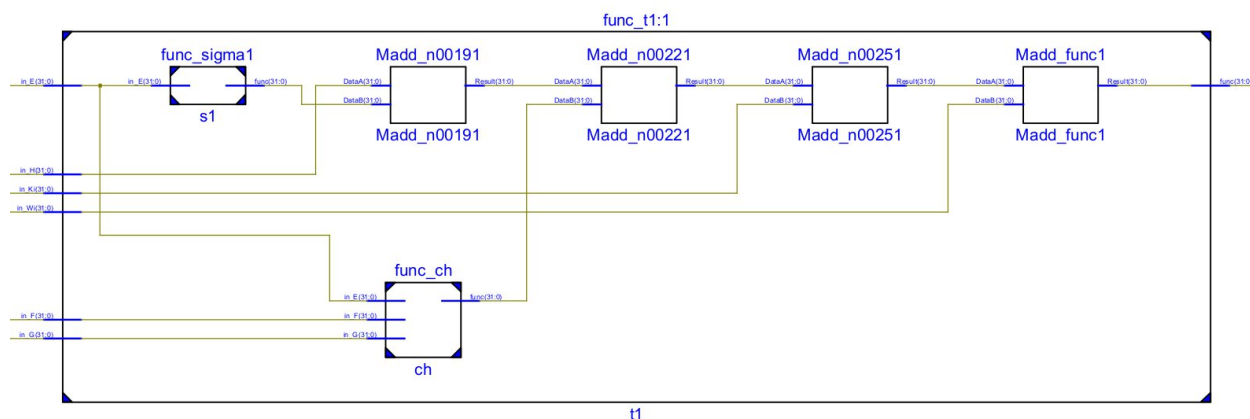 func_t1:1
func_sigma1
Madd_n00191
Madd_n00221
Madd_n00251
Madd_func1
in_E(31:0)
in_E(31:0)
func(31:0)
DataA(31:0)
Result(31:0)
DataA(31:0)
Result(31:0)
DataA(31:0)
Result(31:0)
DataA(31:0)
Result(31:0)
func(31:0)
DataB(31:0)
DataB(31:0)
DataB(31:0)
DataB(31:0)
s1
Madd_n00191
Madd_n00221
Madd_n00251
Madd_func1
in_H(31:0)
in_Ki(31:0)
in_Wi(31:0)
func_ch
in_E(31:0)
func(31:0)
in_F(31:0)
in_F(31:0)
in_G(31:0)
in_G(31:0)
ch
t1